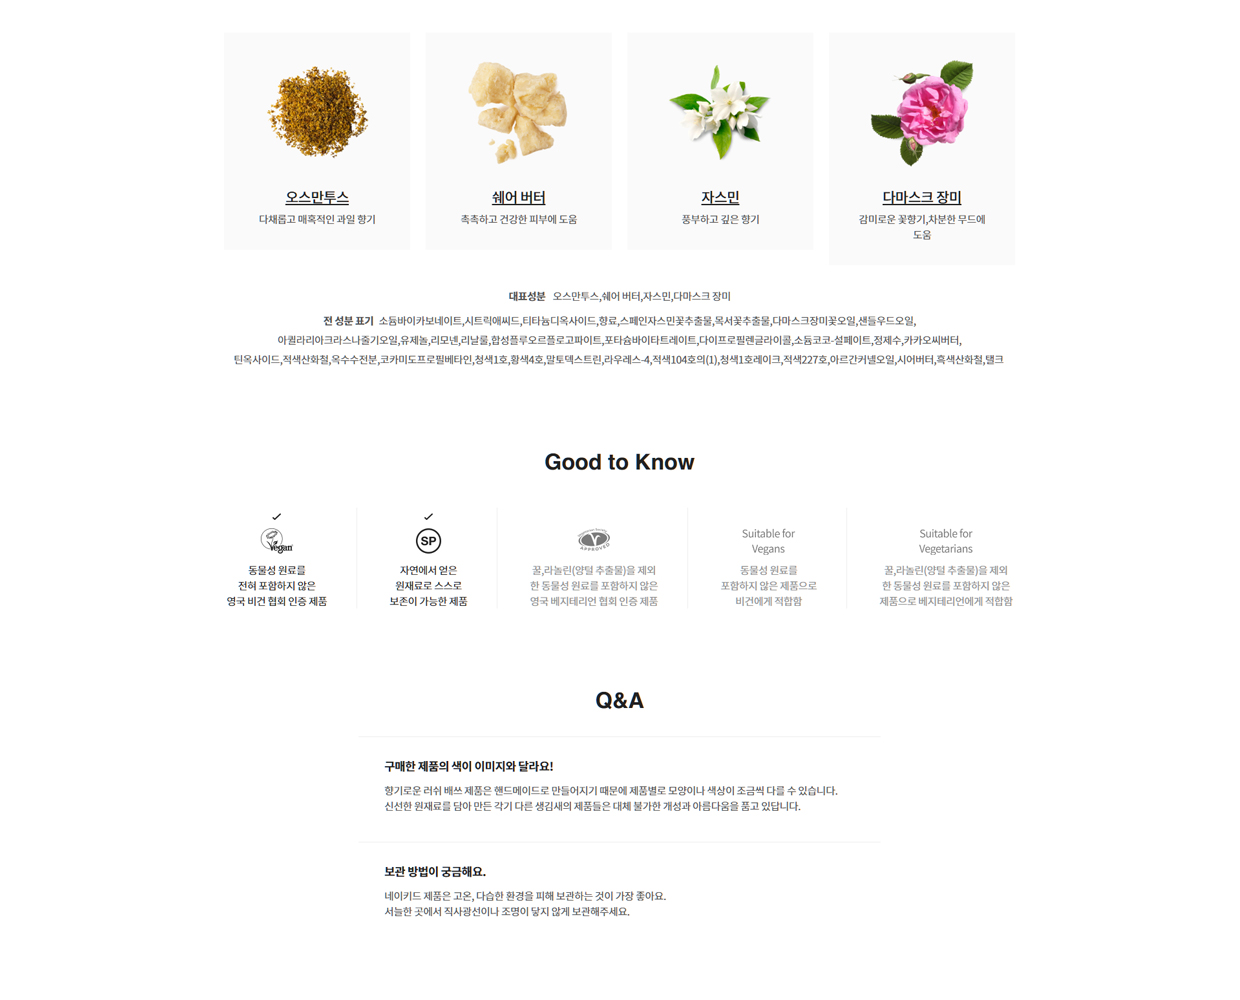 오스만투스
다채롭고 매혹적인 과일 향기
쉐어 버터
촉촉하고 건강한 피부에 도움
자스민
풍부하고 깊은 향기
다마스크 장미
감미로운 꽃향기,차분한 무드에
도움
대표성분 오스만투스,쉐어 버터,자스민,다마스크 장미
전 성분 표기 소듐바이카보네이트,시트릭애씨드,티타늄디옥사이드,향료,스페인자스민꽃추출물,목서꽃추출물,다마스크장미꽃오일,샌들우드오일,
아퀼라리아크라스나줄기오일,유제놀,리모넨,리날룰,합성플루오르플로고파이트,포타슘바이타트레이트,다이프로필렌글라이콜,소듐코코-설페이트,정제수,카카오씨버터,
틴옥사이드,적색산화철,옥수수전분,코카미도프로필베타인,청색1호,황색4호,말토덱스트린,라우레스-4,적색104호의(1),청색1호레이크,적색227호,아르간커넬오일,시어버터,흑색산화철,탤크
Good to Know
Vegan
동물성 원료를
전혀 포함하지 않은
영국 비건 협회 인증 제품
SP
자연에서 얻은
원재료로 스스로
보존이 가능한 제품
Vegetarian Society
V
APPROVED
꿀,라놀린(양털 추출물)을 제외
한 동물성 원료를 포함하지 않은
영국 베지테리언 협회 인증 제품
Suitable for
Vegans
동물성 원료를
포함하지 않은 제품으로
비건에게 적합함
Suitable for
Vegetarians
꿀,라놀린(양털 추출물)을 제외
한 동물성 원료를 포함하지 않은
제품으로 베지테리언에게 적합함
Q&A
구매한 제품의 색이 이미지와 달라요!
향기로운 러쉬 배쓰 제품은 핸드메이드로 만들어지기 때문에 제품별로 모양이나 색상이 조금씩 다를 수 있습니다.
신선한 원재료를 담아 만든 각기 다른 생김새의 제품들은 대체 불가한 개성과 아름다움을 품고 있답니다.
보관 방법이 궁금해요.
네이키드 제품은 고온, 다습한 환경을 피해 보관하는 것이 가장 좋아요.
서늘한 곳에서 직사광선이나 조명이 닿지 않게 보관해주세요.